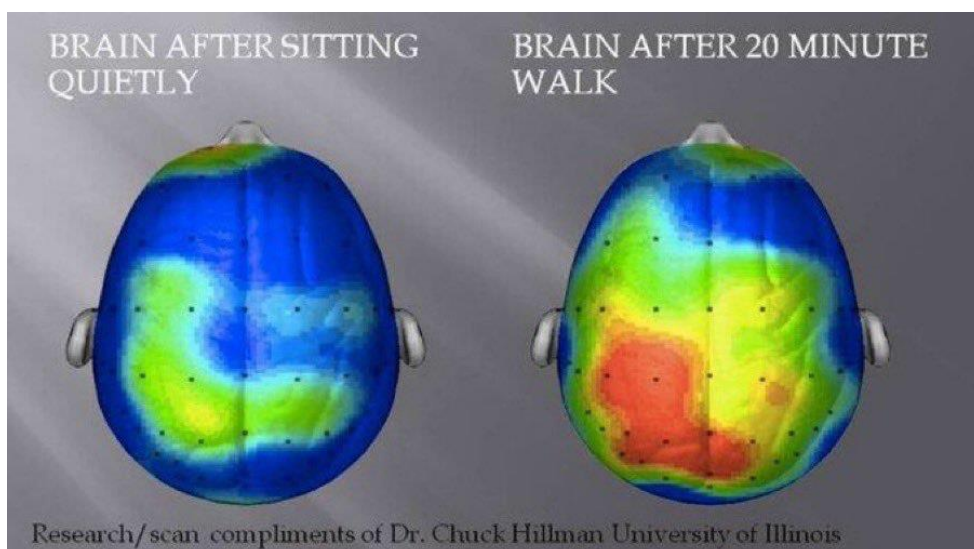 BRAIN AFTER SITTING
QUIETLY
BRAIN AFTER 20 MINUTE
WALK
Research/scan compliments of Dr. Chuck Hillman University of Illinois